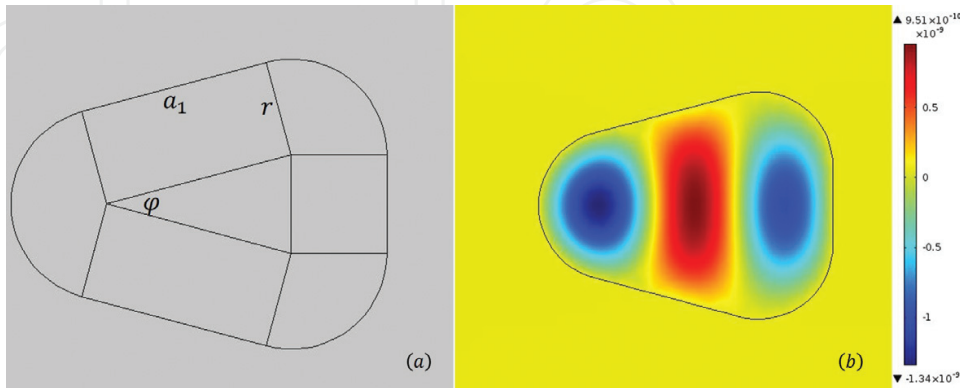 a₁
r
φ
(a)
(b)
▲ 9.51×10⁻¹⁰
×10⁻⁹
0.5
0
-0.5
-1
▼ -1.34×10⁻⁹